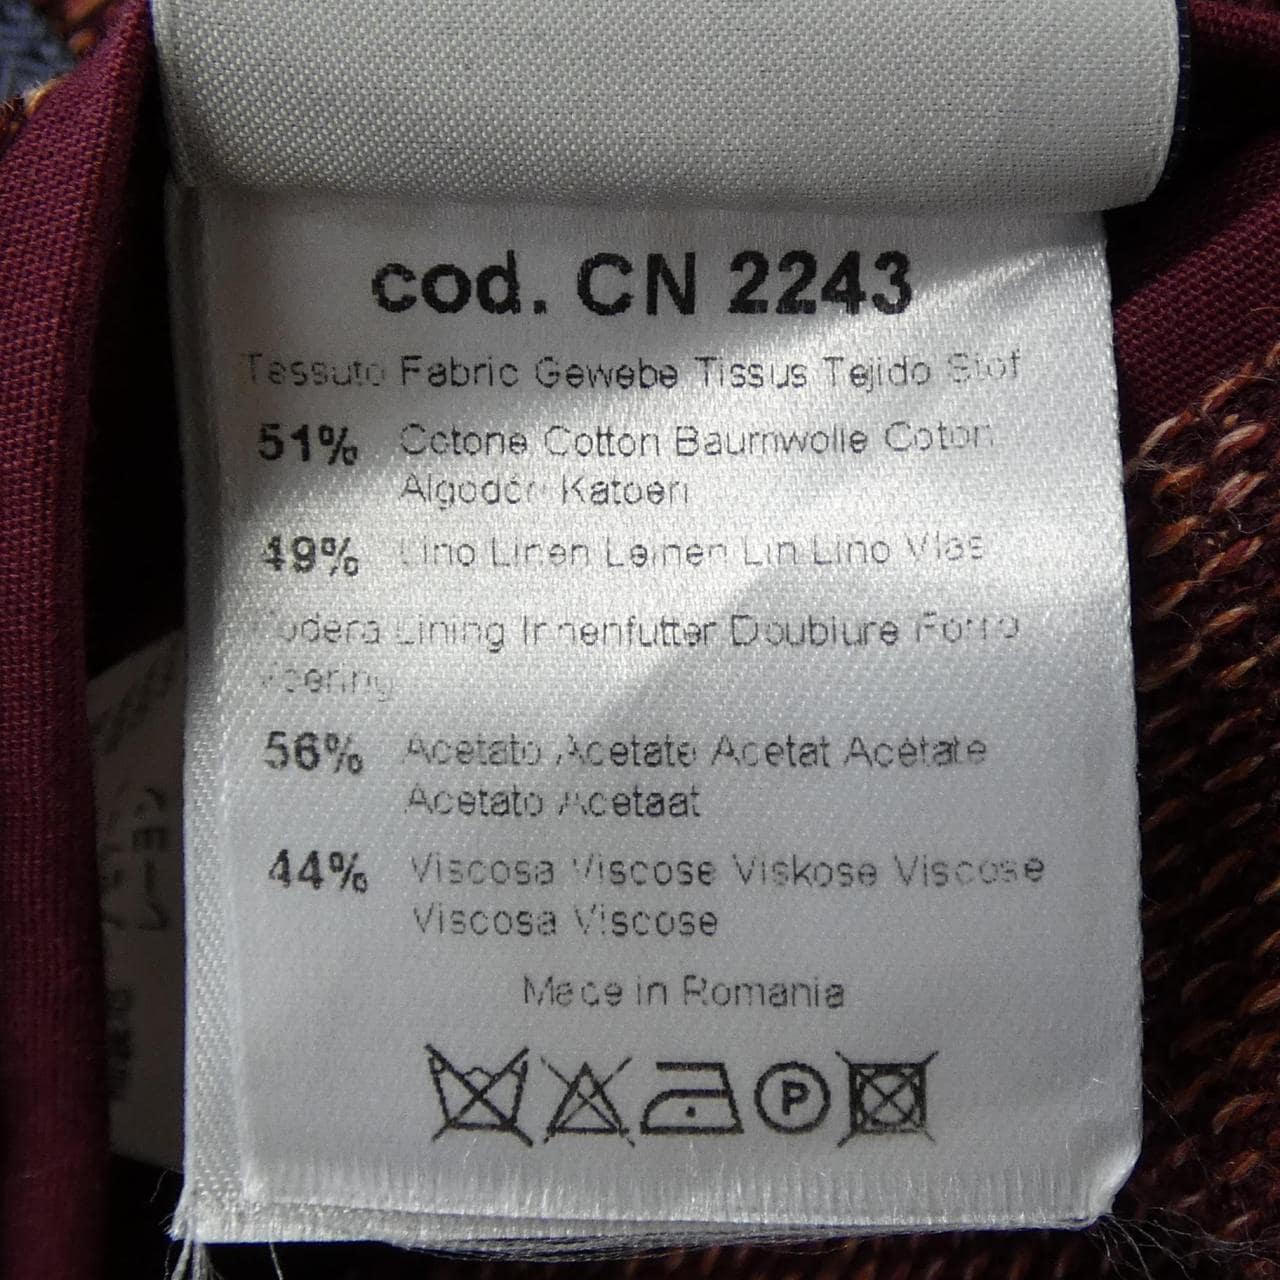 cod. CN 2243
Tessuto Fabric Gewebe Tissus Tejido Stof
51% Cotone Cotton Baumwolle Coton
Algodón Katoen
49% Lino Linen Leinen Lin Lino Vlas
Fodera Lining Innenfutter Doublure Forro
Voering
56% Acetato Acetate Acetat Acétate
Acetato Acetaat
44% Viscosa Viscose Viskose Viscose
Viscosa Viscose
Made in Romania
P